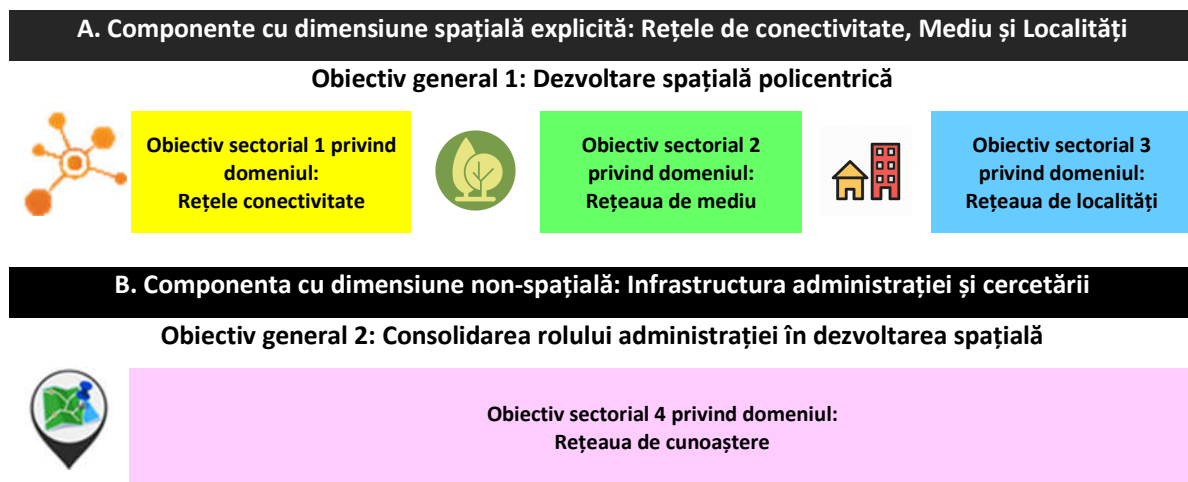 A. Componente cu dimensiune spațială explicită: Rețele de conectivitate, Mediu și Localități
Obiectiv general 1: Dezvoltare spațială policentrică
Obiectiv sectorial 1 privind
domeniul:
Rețele conectivitate
Obiectiv sectorial 2
privind domeniul:
Rețeaua de mediu
Obiectiv sectorial 3
privind domeniul:
Rețeaua de localități
B. Componenta cu dimensiune non-spațială: Infrastructura administrației și cercetării
Obiectiv general 2: Consolidarea rolului administrației în dezvoltarea spațială
Obiectiv sectorial 4 privind domeniul:
Rețeaua de cunoaștere